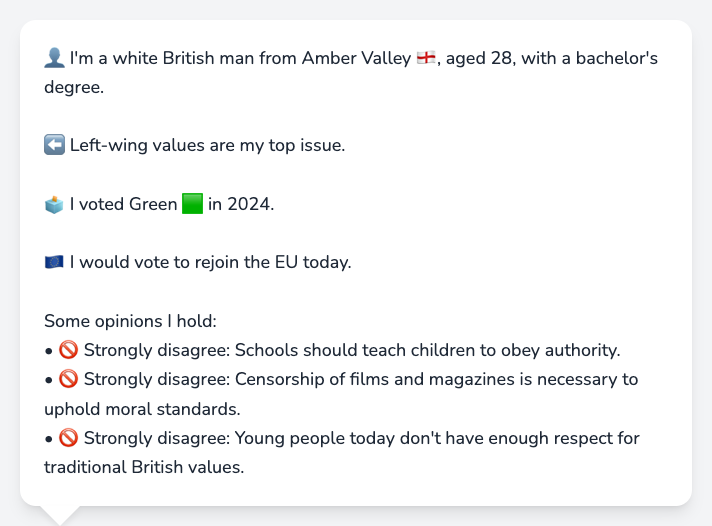 👤 I'm a white British man from Amber Valley 🏴󠁧󠁢󠁥󠁮󠁧󠁿, aged 28, with a bachelor's
degree.
⬅️ Left-wing values are my top issue.
🗳️ I voted Green 🟩 in 2024.
🇪🇺 I would vote to rejoin the EU today.
Some opinions I hold:
• 🚫 Strongly disagree: Schools should teach children to obey authority.
• 🚫 Strongly disagree: Censorship of films and magazines is necessary to
uphold moral standards.
• 🚫 Strongly disagree: Young people today don't have enough respect for
traditional British values.